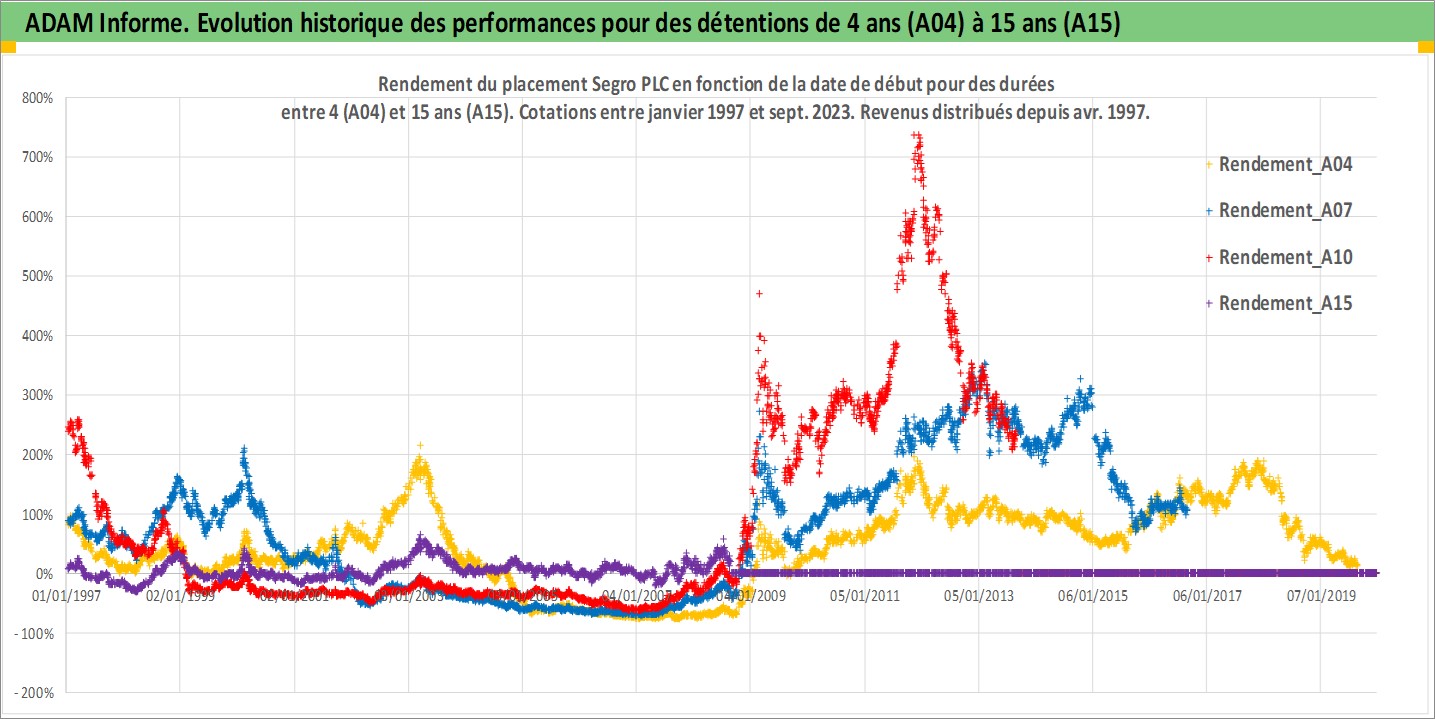 ADAM Informe. Evolution historique des performances pour des détentions de 4 ans (A04) à 15 ans (A15)
Rendement du placement Segro PLC en fonction de la date de début pour des durées
entre 4 (A04) et 15 ans (A15). Cotations entre janvier 1997 et sept. 2023. Revenus distribués depuis avr. 1997.
800%
700%
600%
500%
400%
300%
200%
100%
0%
-100%
-200%
Rendement_A04
Rendement_A07
Rendement_A10
Rendement_A15
01/01/1997
02/01/1999
04/01/2009
05/01/2011
05/01/2013
06/01/2015
06/01/2017
07/01/2019